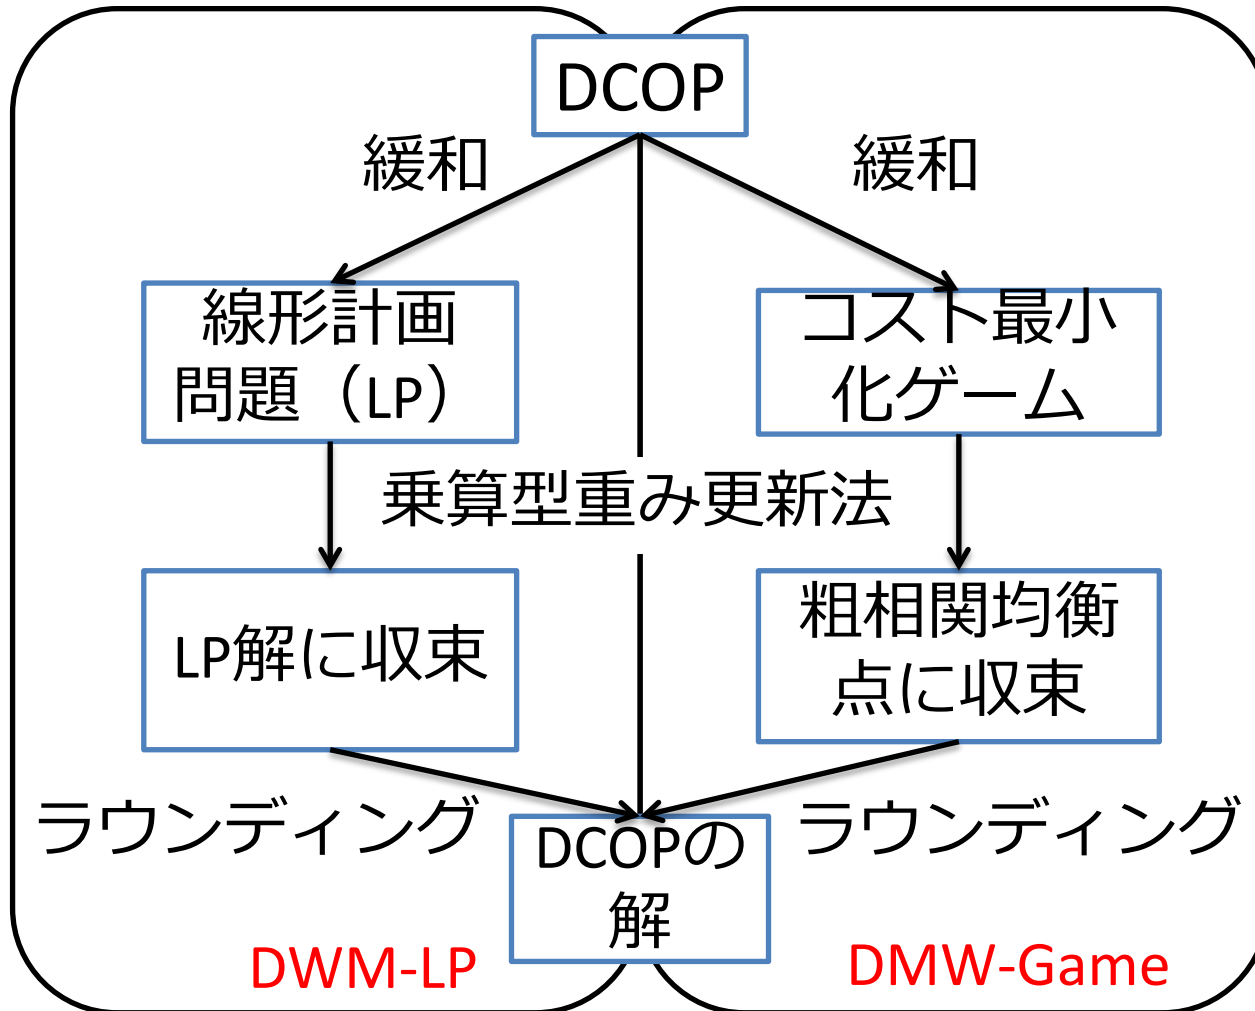 DCOP
緩和
緩和
線形計画
問題（LP）
コスト最小
化ゲーム
乗算型重み更新法
LP解に収束
粗相関均衡
点に収束
ラウンディング
ラウンディング
DCOPの
解
DWM-LP
DMW-Game